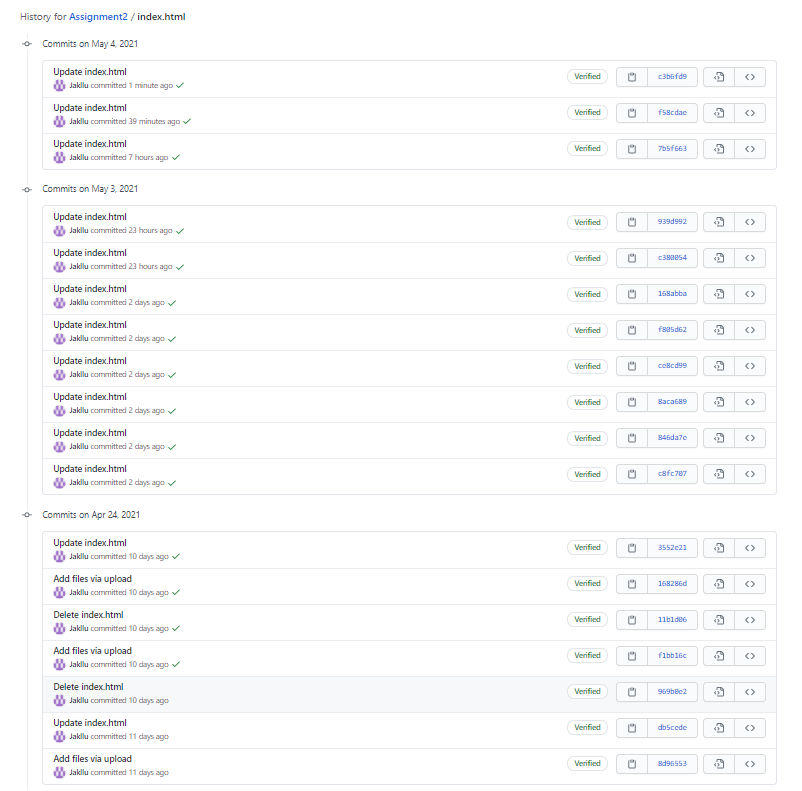 History for Assignment2 / index.html
Commits on May 4, 2021
Update index.html
Verified
c3b6fd9
Jakllu committed 1 minute ago
Update index.html
Verified
f58cdae
Jakllu committed 39 minutes ago
Update index.html
Verified
7b5f663
Jakllu committed 7 hours ago
Commits on May 3, 2021
Update index.html
Verified
939d992
Jakllu committed 23 hours ago
Update index.html
Verified
c380054
Jakllu committed 23 hours ago
Update index.html
Verified
168abba
Jakllu committed 2 days ago
Update index.html
Verified
f805d62
Jakllu committed 2 days ago
Update index.html
Verified
ce8cd99
Jakllu committed 2 days ago
Update index.html
Verified
8aca689
Jakllu committed 2 days ago
Update index.html
Verified
846da7e
Jakllu committed 2 days ago
Update index.html
Verified
c8fc707
Jakllu committed 2 days ago
Commits on Apr 24, 2021
Update index.html
Verified
3552e21
Jakllu committed 10 days ago
Add files via upload
Verified
168286d
Jakllu committed 10 days ago
Delete index.html
Verified
11b1d06
Jakllu committed 10 days ago
Add files via upload
Verified
f1bb16c
Jakllu committed 10 days ago
Delete index.html
Verified
969b0e2
Jakllu committed 10 days ago
Update index.html
Verified
db5cede
Jakllu committed 11 days ago
Add files via upload
Verified
8d96553
Jakllu committed 11 days ago